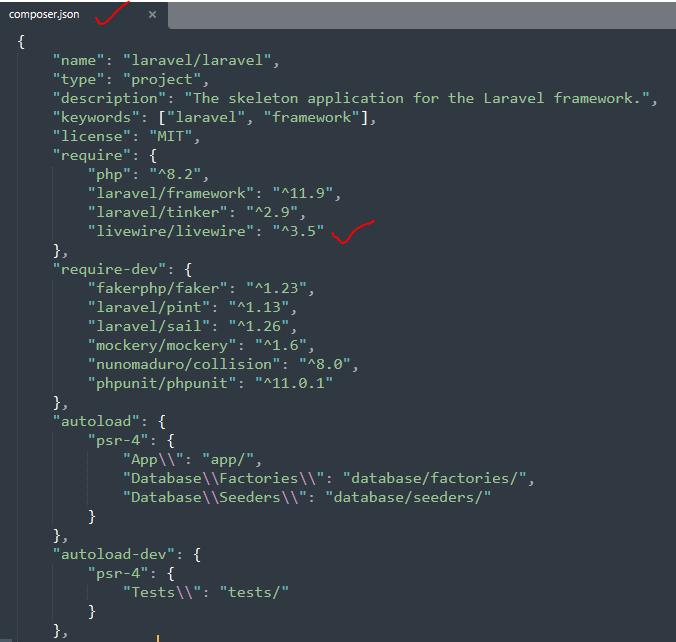 composer.json
{
"name": "laravel/laravel",
"type": "project",
"description": "The skeleton application for the Laravel framework.",
"keywords": ["laravel", "framework"],
"license": "MIT",
"require": {
"php": "^8.2",
"laravel/framework": "^11.9",
"laravel/tinker": "^2.9",
"livewire/livewire": "^3.5"
},
"require-dev": {
"fakerphp/faker": "^1.23",
"laravel/pint": "^1.13",
"laravel/sail": "^1.26",
"mockery/mockery": "^1.6",
"nunomaduro/collision": "^8.0",
"phpunit/phpunit": "^11.0.1"
},
"autoload": {
"psr-4": {
"App\\": "app/",
"Database\\Factories\\": "database/factories/",
"Database\\Seeders\\": "database/seeders/"
}
},
"autoload-dev": {
"psr-4": {
"Tests\\": "tests/"
}
},